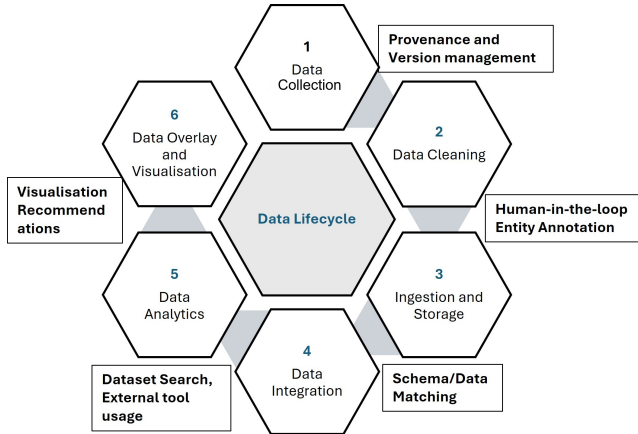 1
Data
Collection
Provenance and
Version management
2
Data Cleaning
Human-in-the-loop
Entity Annotation
3
Ingestion and
Storage
Schema/Data
Matching
4
Data
Integration
Dataset Search,
External tool
usage
5
Data
Analytics
Visualisation
Recommend
ations
6
Data Overlay
and
Visualisation
Data Lifecycle